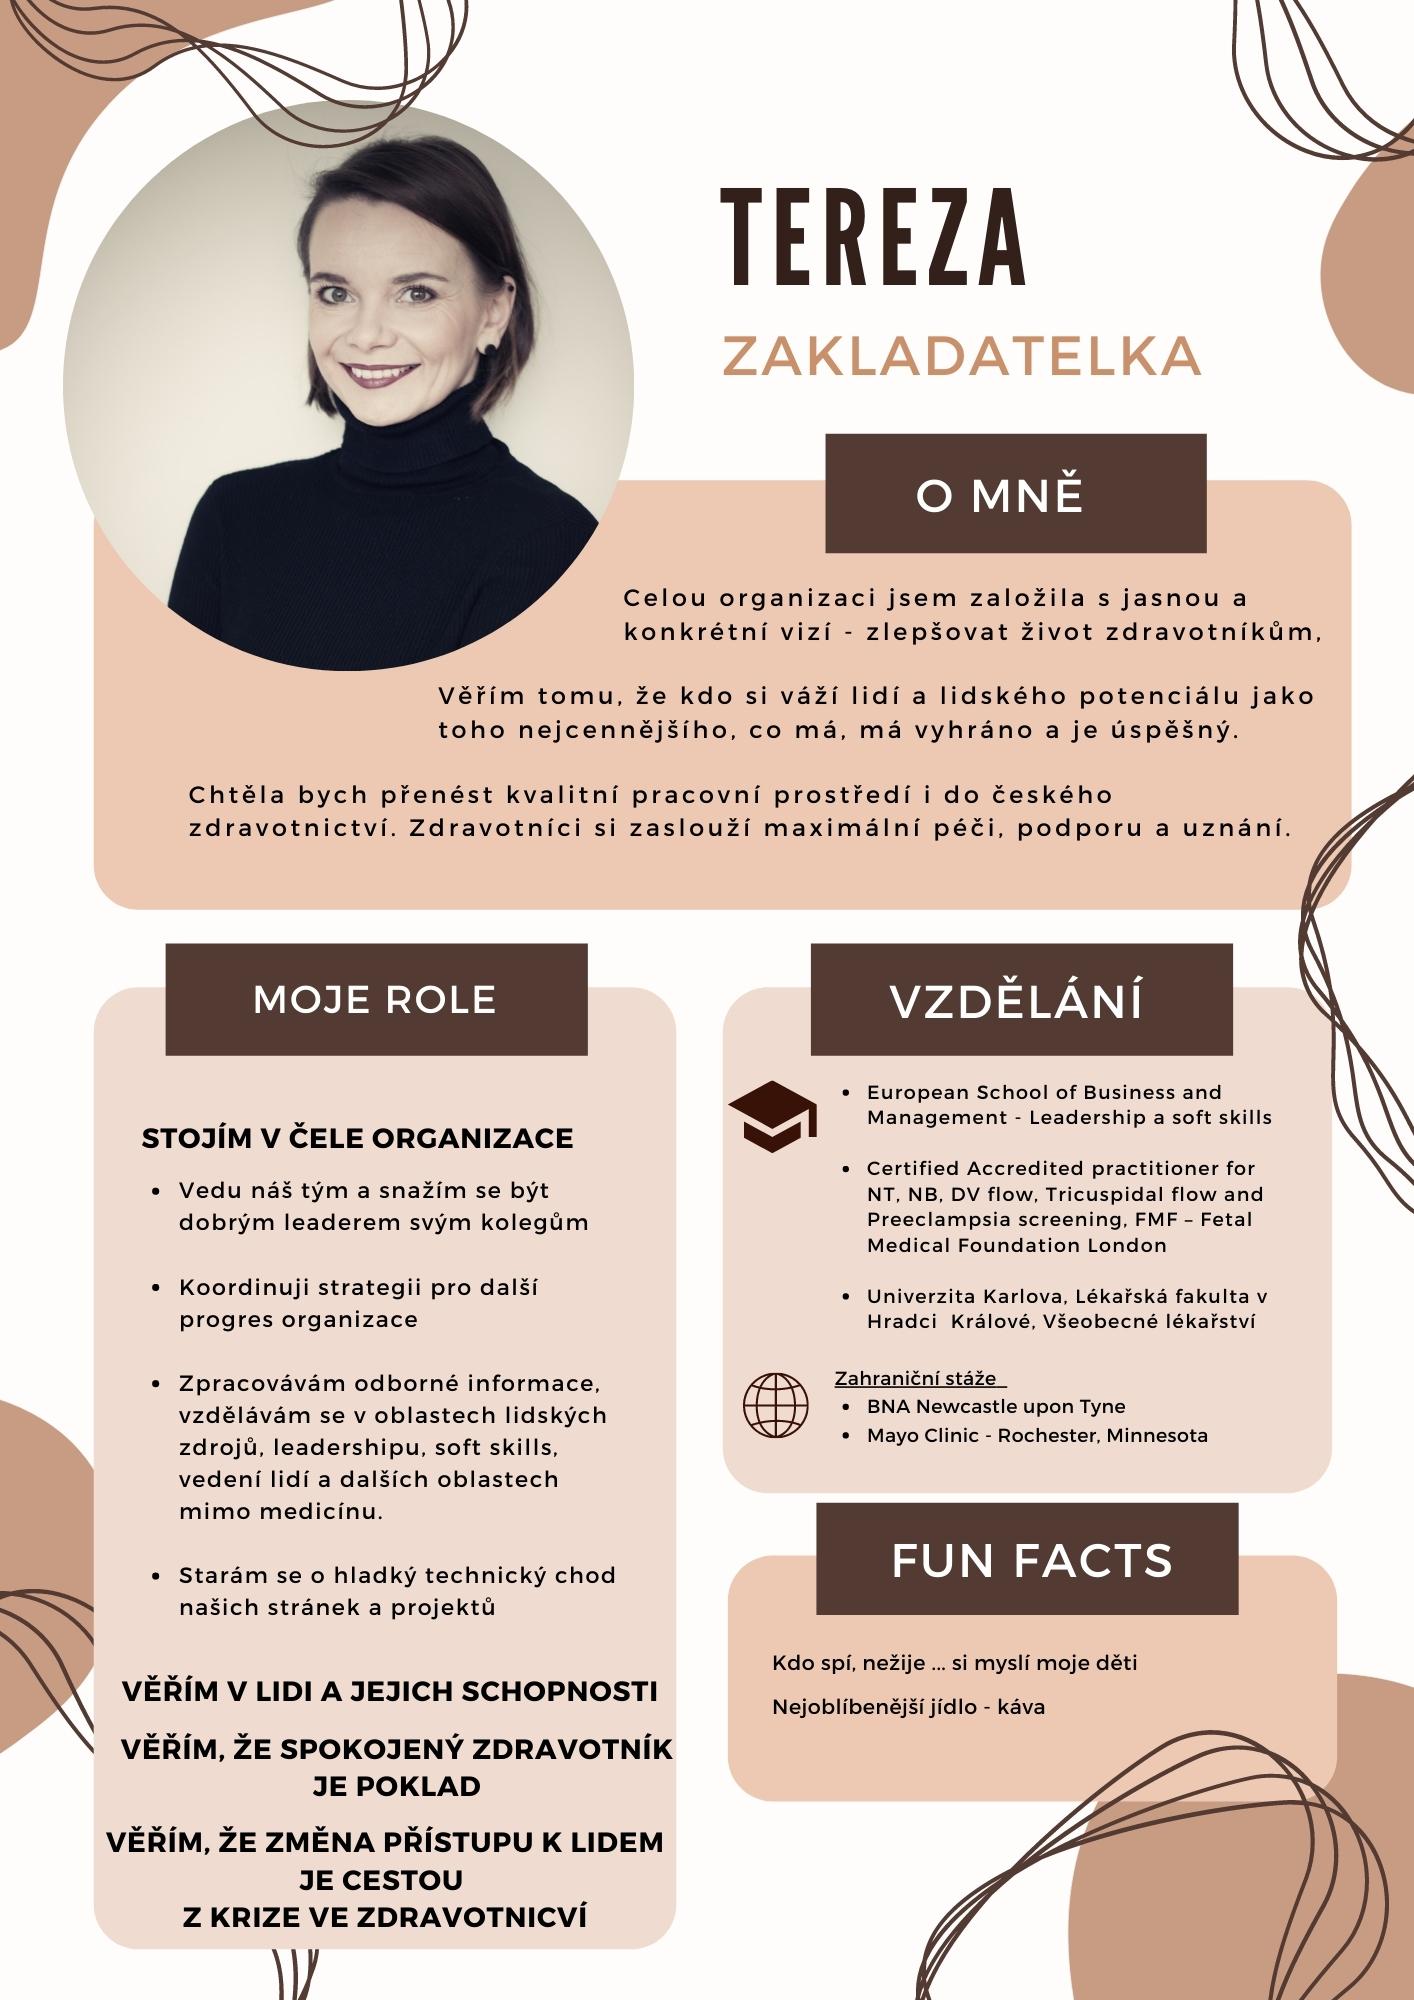 TEREZA
ZAKLADATELKA
O MNĚ
Celou organizaci jsem založila s jasnou a
konkrétní vizí - zlepšovat život zdravotníkům,
Věřím tomu, že kdo si váží lidí a lidského potenciálu jako
toho nejcennějšího, co má, má vyhráno a je úspěšný.
Chtěla bych přenést kvalitní pracovní prostředí i do českého
zdravotnictví. Zdravotníci si zaslouží maximální péči, podporu a uznání.
MOJE ROLE
STOJÍM V ČELE ORGANIZACE
• Vedu náš tým a snažím se být
dobrým leaderem svým kolegům
• Koordinuji strategii pro další
progres organizace
• Zpracovávám odborné informace,
vzdělávám se v oblastech lidských
zdrojů, leadershipu, soft skills,
vedení lidí a dalších oblastech
mimo medicínu.
• Starám se o hladký technický chod
našich stránek a projektů
VĚŘÍM V LIDI A JEJICH SCHOPNOSTI
VĚŘÍM, ŽE SPOKOJENÝ ZDRAVOTNÍK
JE POKLAD
VĚŘÍM, ŽE ZMĚNA PŘÍSTUPU K LIDEM
JE CESTOU
Z KRIZE VE ZDRAVOTNICVÍ
VZDĚLÁNÍ
• European School of Business and
Management - Leadership a soft skills
• Certified Accredited practitioner for
NT, NB, DV flow, Tricuspidal flow and
Preeclampsia screening, FMF – Fetal
Medical Foundation London
• Univerzita Karlova, Lékařská fakulta v
Hradci  Králové, Všeobecné lékařství
Zahraniční stáže
• BNA Newcastle upon Tyne
• Mayo Clinic - Rochester, Minnesota
FUN FACTS
Kdo spí, nežije ... si myslí moje děti
Nejoblíbenější jídlo - káva